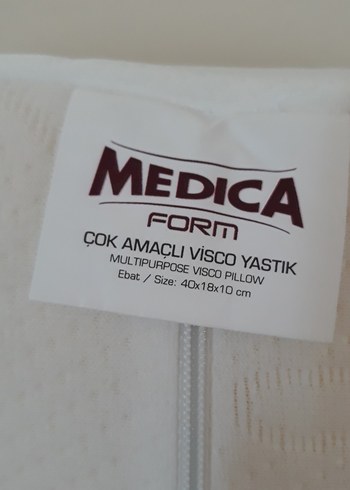 MEDICA
FORM
ÇOK AMAÇLI VİSCO YASTIK
MULTIPURPOSE VISCO PILLOW
Ebat / Size: 40x18x10 cm